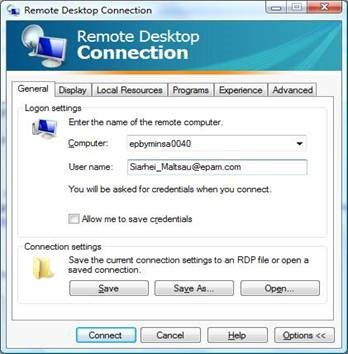 Remote Desktop Connection
Remote Desktop
Connection
General Display Local Resources Programs Experience Advanced
Logon settings
Enter the name of the remote computer.
Computer: epbyminsa0040
User name: Siarhei_Maltsau@epam.com
You will be asked for credentials when you connect.
Allow me to save credentials
Connection settings
Save the current connection settings to an RDP file or open a
saved connection.
Save Save As... Open...
Connect Cancel Help Options <<